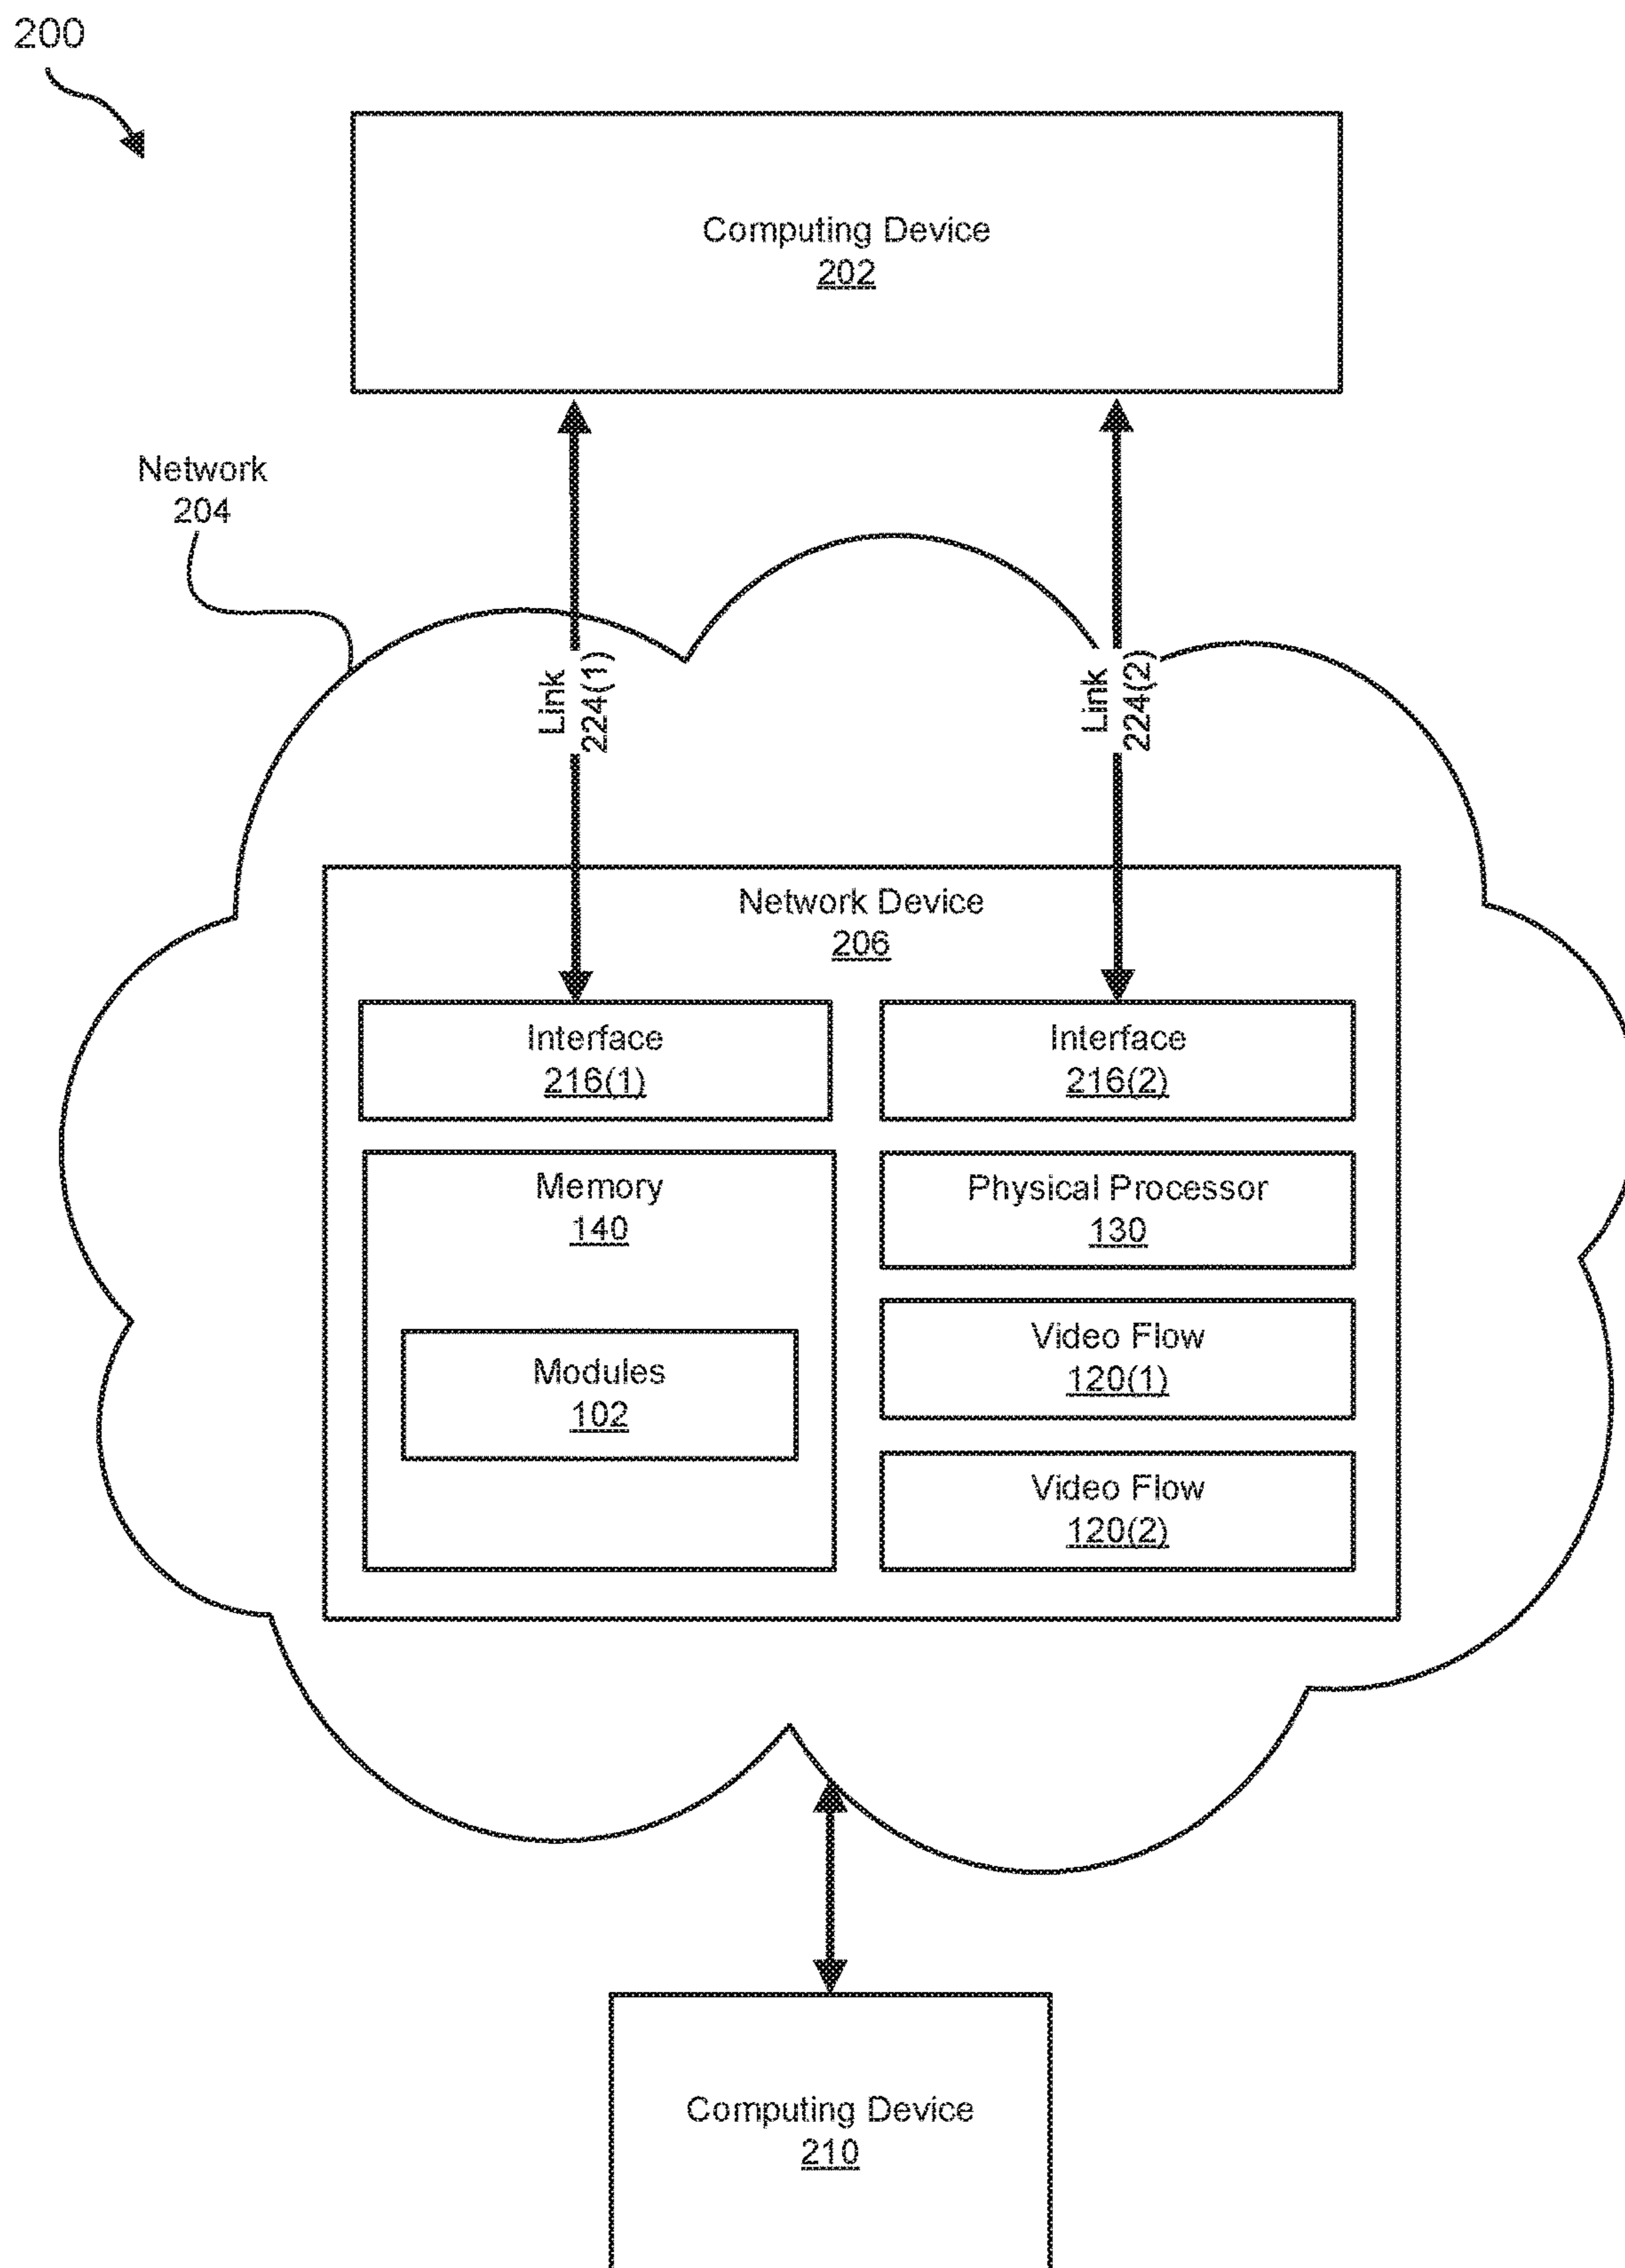 200
Computing Device
202
Network
204
Link
224(1)
Link
224(2)
Network Device
206
Interface
216(1)
Interface
216(2)
Memory
140
Physical Processor
130
Modules
102
Video Flow
120(1)
Video Flow
120(2)
Computing Device
210